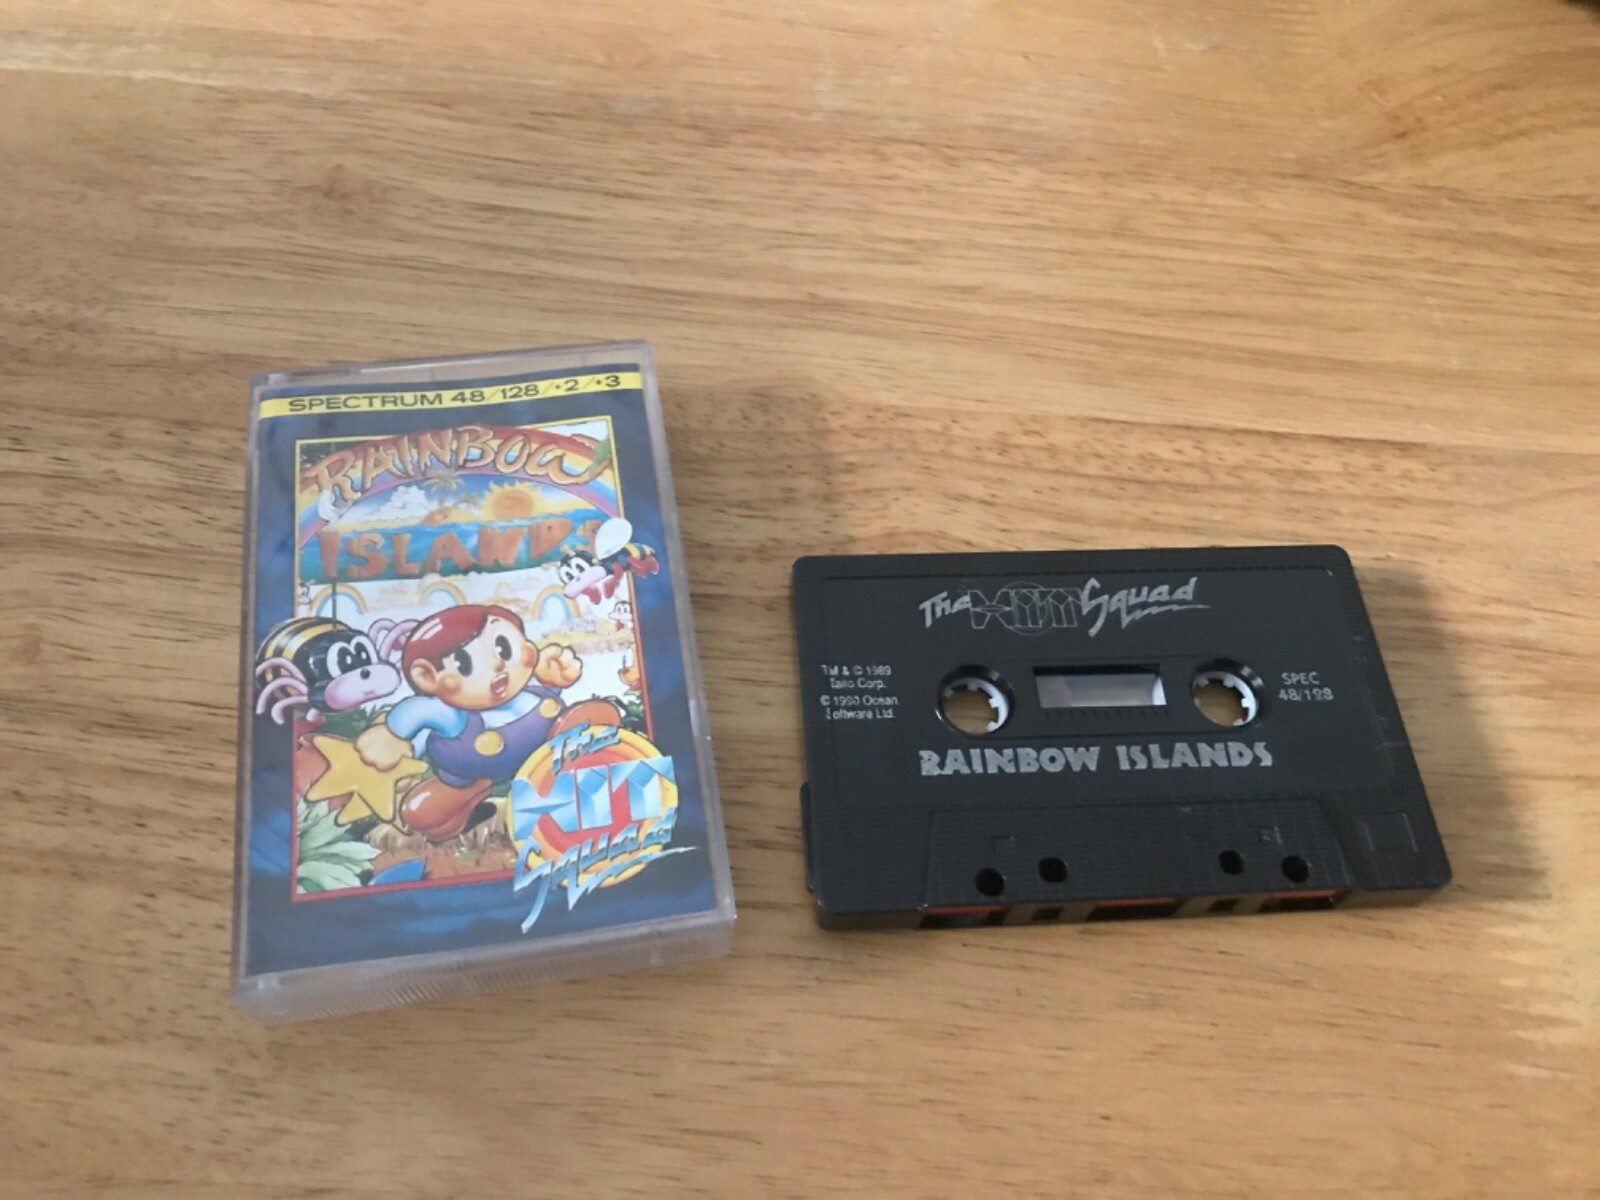 SPECTRUM 48/128/+2/+3
RAINBOW
ISLANDS
The
HIT
Squad
The HIT Squad
TM & © 1989
Taito Corp.
© 1990 Ocean
Software Ltd.
SPEC
48/128
RAINBOW ISLANDS